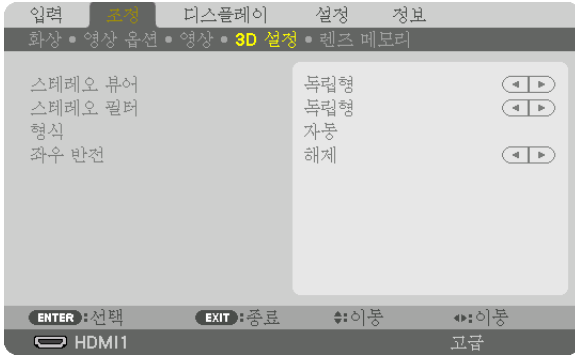 입력 조정 디스플레이 설정 정보
화상 • 영상 옵션 • 영상 • 3D 설정 • 렌즈 메모리
스테레오 뷰어 독립형
스테레오 필터 독립형
형식 자동
좌우 반전 해제
ENTER :선택 EXIT :종료 :이동 :이동
HDMI1 고급